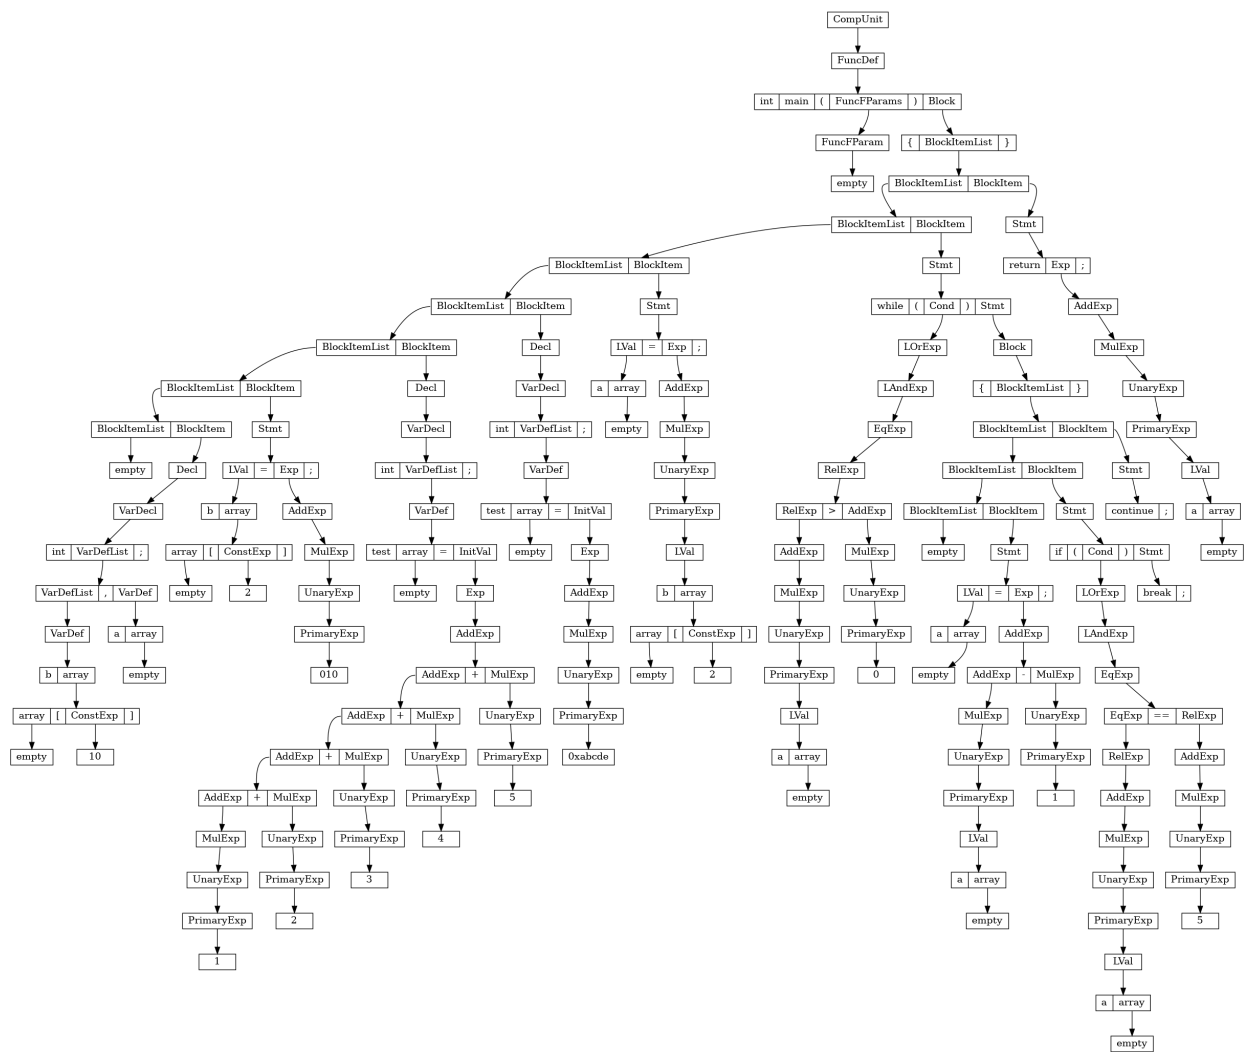 CompUnit
FuncDef
int main ( FuncFParams ) Block
FuncFParam { BlockItemList }
empty BlockItemList BlockItem
BlockItemList BlockItem Stmt
BlockItemList BlockItem Stmt return Exp ;
BlockItemList BlockItem Stmt while ( Cond ) Stmt AddExp
BlockItemList BlockItem Decl LVal = Exp ; LOrExp Block MulExp
BlockItemList BlockItem Decl VarDecl a array AddExp LAndExp { BlockItemList } UnaryExp
BlockItemList BlockItem Stmt VarDecl int VarDefList ; empty MulExp EqExp BlockItemList BlockItem PrimaryExp
empty Decl LVal = Exp ; int VarDefList ; VarDef UnaryExp RelExp BlockItemList BlockItem Stmt LVal
VarDecl b array AddExp VarDef test array = InitVal PrimaryExp RelExp > AddExp BlockItemList BlockItem Stmt continue ; a array
int VarDefList ; array [ ConstExp ] MulExp test array = InitVal empty Exp LVal AddExp MulExp empty Stmt if ( Cond ) Stmt empty
VarDefList , VarDef empty 2 UnaryExp empty Exp AddExp b array MulExp UnaryExp LVal = Exp ; LOrExp break ;
VarDef a array PrimaryExp AddExp MulExp array [ ConstExp ] UnaryExp PrimaryExp a array AddExp LAndExp
b array empty 010 AddExp + MulExp UnaryExp empty 2 PrimaryExp 0 empty AddExp - MulExp EqExp
array [ ConstExp ] AddExp + MulExp UnaryExp PrimaryExp LVal MulExp UnaryExp EqExp == RelExp
empty 10 AddExp + MulExp UnaryExp PrimaryExp 0xabcde a array UnaryExp PrimaryExp RelExp AddExp
AddExp + MulExp UnaryExp PrimaryExp 5 empty PrimaryExp 1 AddExp MulExp
MulExp UnaryExp PrimaryExp 4 LVal MulExp UnaryExp
UnaryExp PrimaryExp 3 a array UnaryExp PrimaryExp
PrimaryExp 2 empty PrimaryExp 5
1 LVal
a array
empty